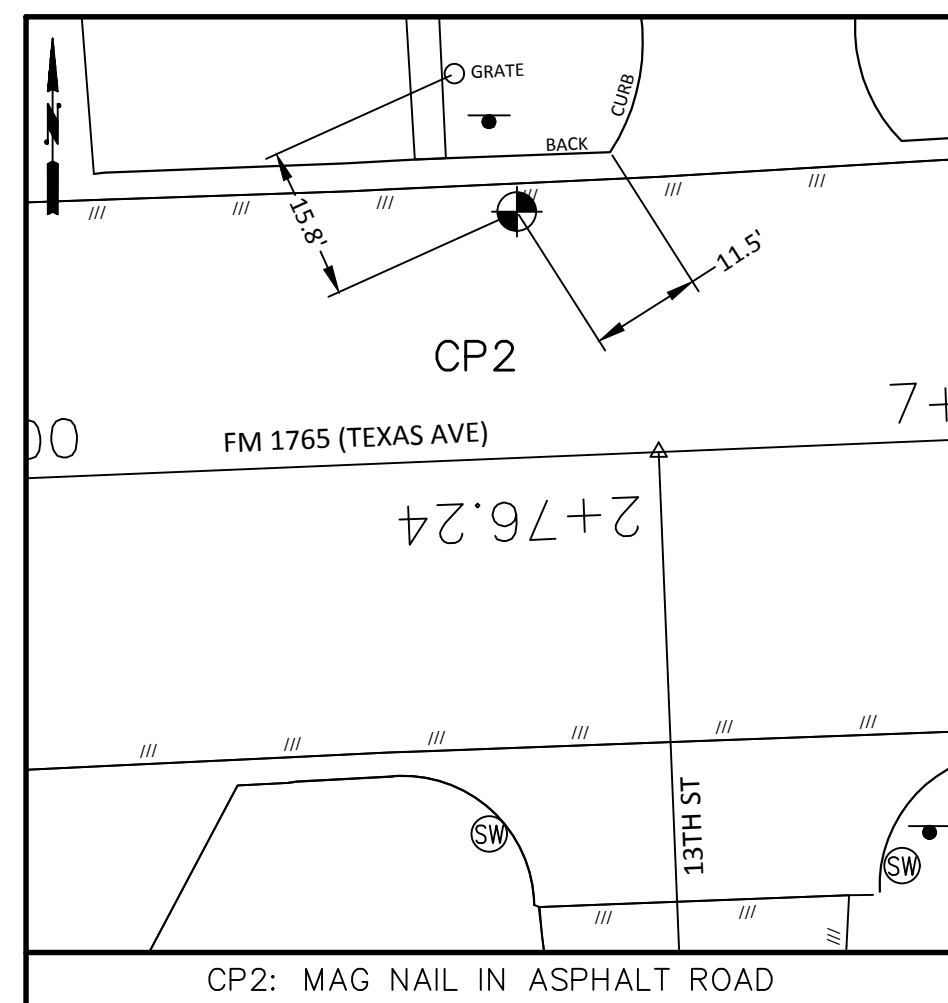 N
GRATE
CURB
BACK
15.8'
11.5'
CP2
7+
00
FM 1765 (TEXAS AVE)
2+76.24
13TH ST
SW
SW
CP2: MAG NAIL IN ASPHALT ROAD